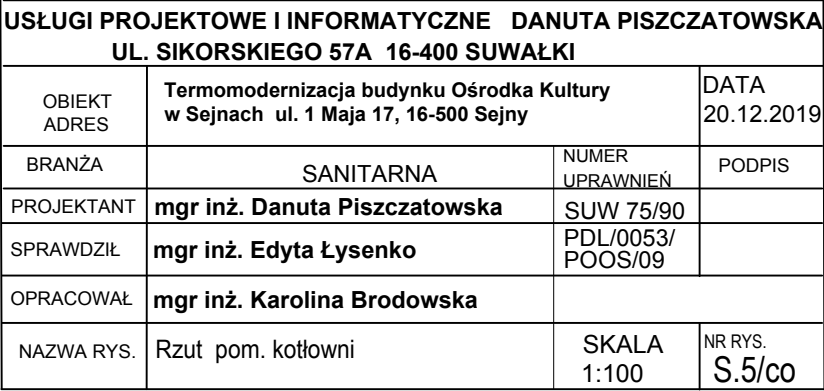 USŁUGI PROJEKTOWE I INFORMATYCZNE DANUTA PISZCZATOWSKA
UL. SIKORSKIEGO 57A 16-400 SUWAŁKI
OBIEKT
ADRES
Termomodernizacja budynku Ośrodka Kultury
w Sejnach ul. 1 Maja 17, 16-500 Sejny
DATA
20.12.2019
BRANŻA
SANITARNA
NUMER
UPRAWNIEŃ
PODPIS
PROJEKTANT
mgr inż. Danuta Piszczatowska
SUW 75/90
SPRAWDZIŁ
mgr inż. Edyta Łysenko
PDL/0053/
POOS/09
OPRACOWAŁ
mgr inż. Karolina Brodowska
NAZWA RYS.
Rzut pom. kotłowni
SKALA
1:100
NR RYS.
S.5/co